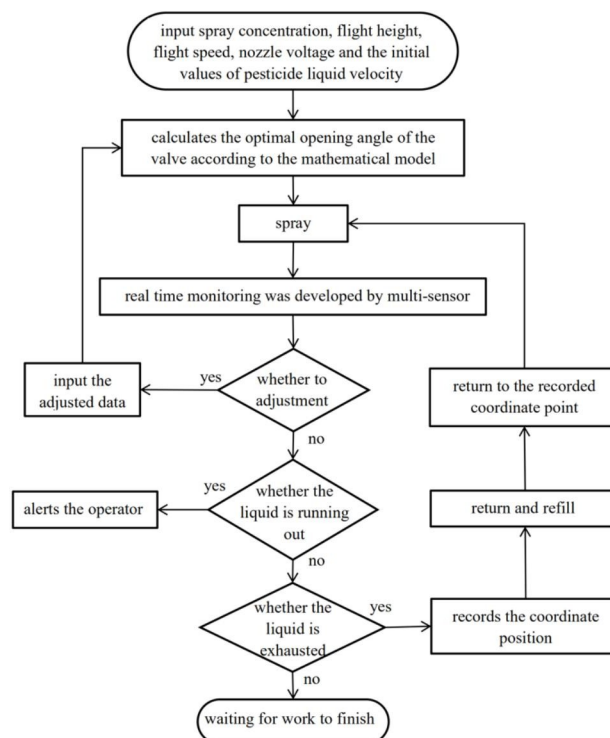 input spray concentration, flight height,
flight speed, nozzle voltage and the initial
values of pesticide liquid velocity
calculates the optimal opening angle of the
valve according to the mathematical model
spray
real time monitoring was developed by multi-sensor
whether to
adjustment
yes
input the
adjusted data
no
whether the
liquid is running
out
yes
alerts the operator
no
whether the
liquid is
exhausted
yes
records the coordinate
position
return and refill
return to the recorded
coordinate point
no
waiting for work to finish